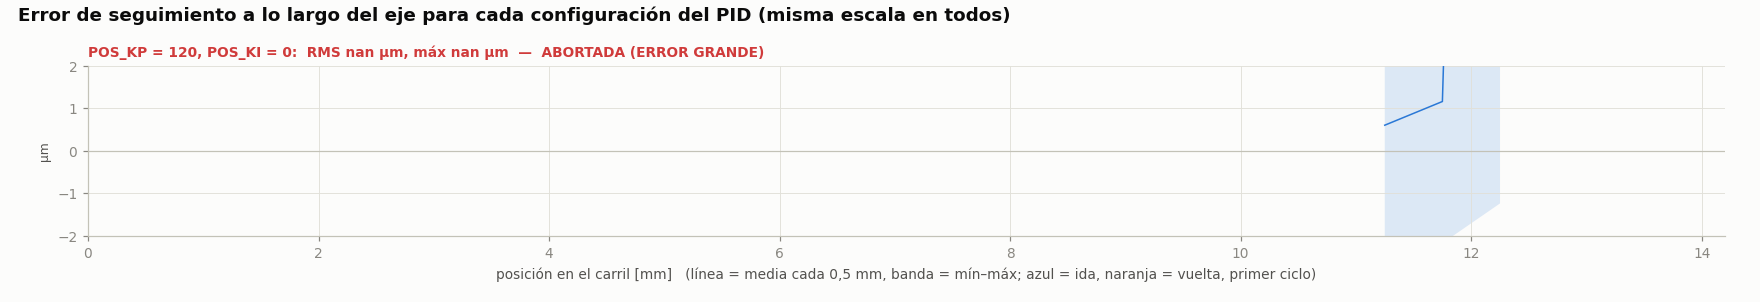 Error de seguimiento a lo largo del eje para cada configuración del PID (misma escala en todos)
POS_KP = 120, POS_KI = 0:  RMS nan µm, máx nan µm  —  ABORTADA (ERROR GRANDE)
2
1
0
−1
−2
µm
0 2 4 6 8 10 12 14
posición en el carril [mm]   (línea = media cada 0,5 mm, banda = mín–máx; azul = ida, naranja = vuelta, primer ciclo)